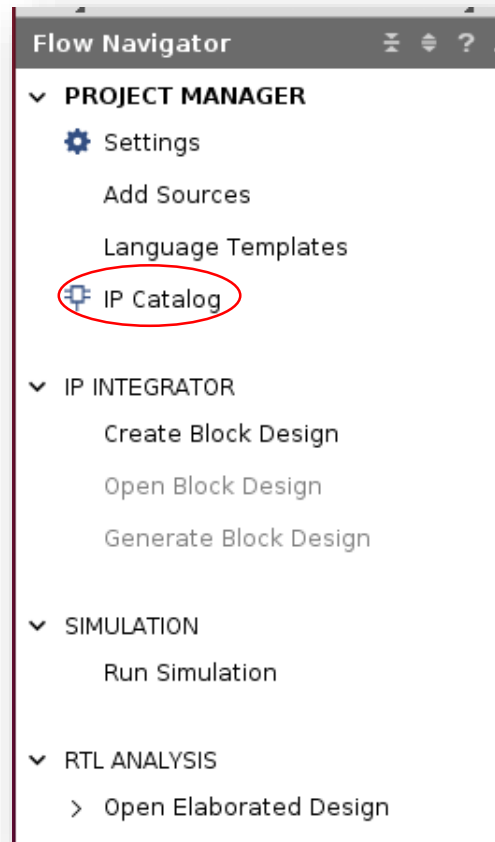 Flow Navigator ?
PROJECT MANAGER
Settings
Add Sources
Language Templates
IP Catalog
IP INTEGRATOR
Create Block Design
Open Block Design
Generate Block Design
SIMULATION
Run Simulation
RTL ANALYSIS
Open Elaborated Design